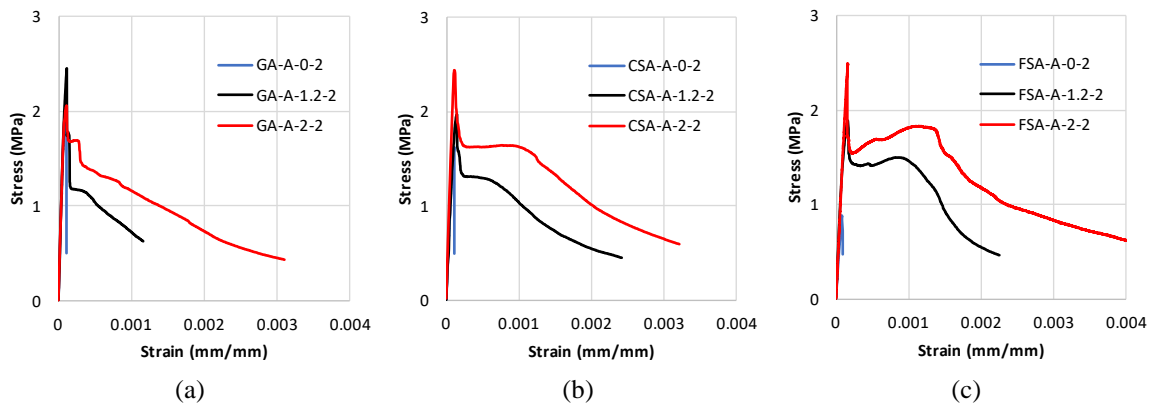 3
2
1
0
Stress (MPa)
GA-A-0-2
GA-A-1.2-2
GA-A-2-2
0 0.001 0.002 0.003 0.004
Strain (mm/mm)
(a)
3
2
1
0
Stress (MPa)
CSA-A-0-2
CSA-A-1.2-2
CSA-A-2-2
0 0.001 0.002 0.003 0.004
Strain (mm/mm)
(b)
3
2
1
0
Stress (MPa)
FSA-A-0-2
FSA-A-1.2-2
FSA-A-2-2
0 0.001 0.002 0.003 0.004
Strain (mm/mm)
(c)